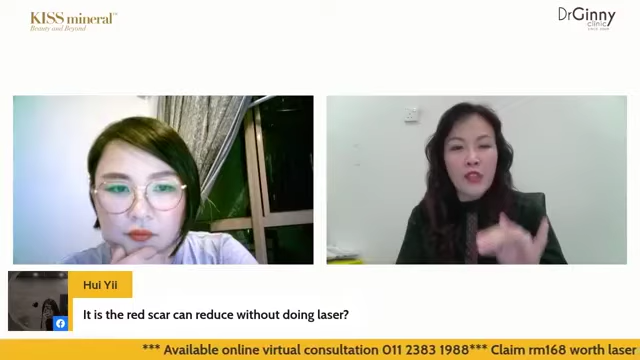 KISS mineral™
Beauty and Beyond
DrGinny
clinic
Hui Yii
It is the red scar can reduce without doing laser?
*** Available online virtual consultation 011 2383 1988*** Claim rm168 worth laser